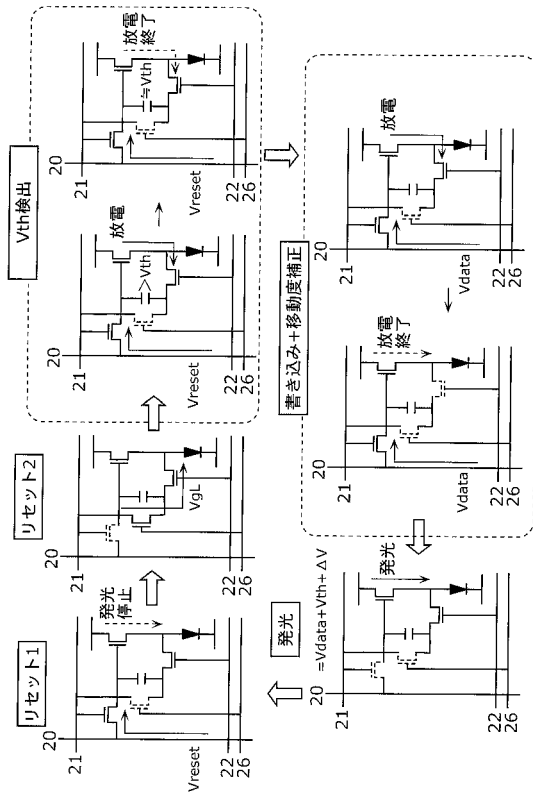 リセット1
20
21
発光
停止
Vreset
22
26
リセット2
20
21
VgL
22
26
Vth検出
20
21
放電
>Vth
Vreset
22
26
20
21
放電
終了
≒Vth
Vreset
22
26
書き込み+移動度補正
20
21
放電
Vdata
22
26
20
21
放電
終了
Vdata
22
26
発光
20
=Vdata+Vth+ΔV
21
発光
22
26